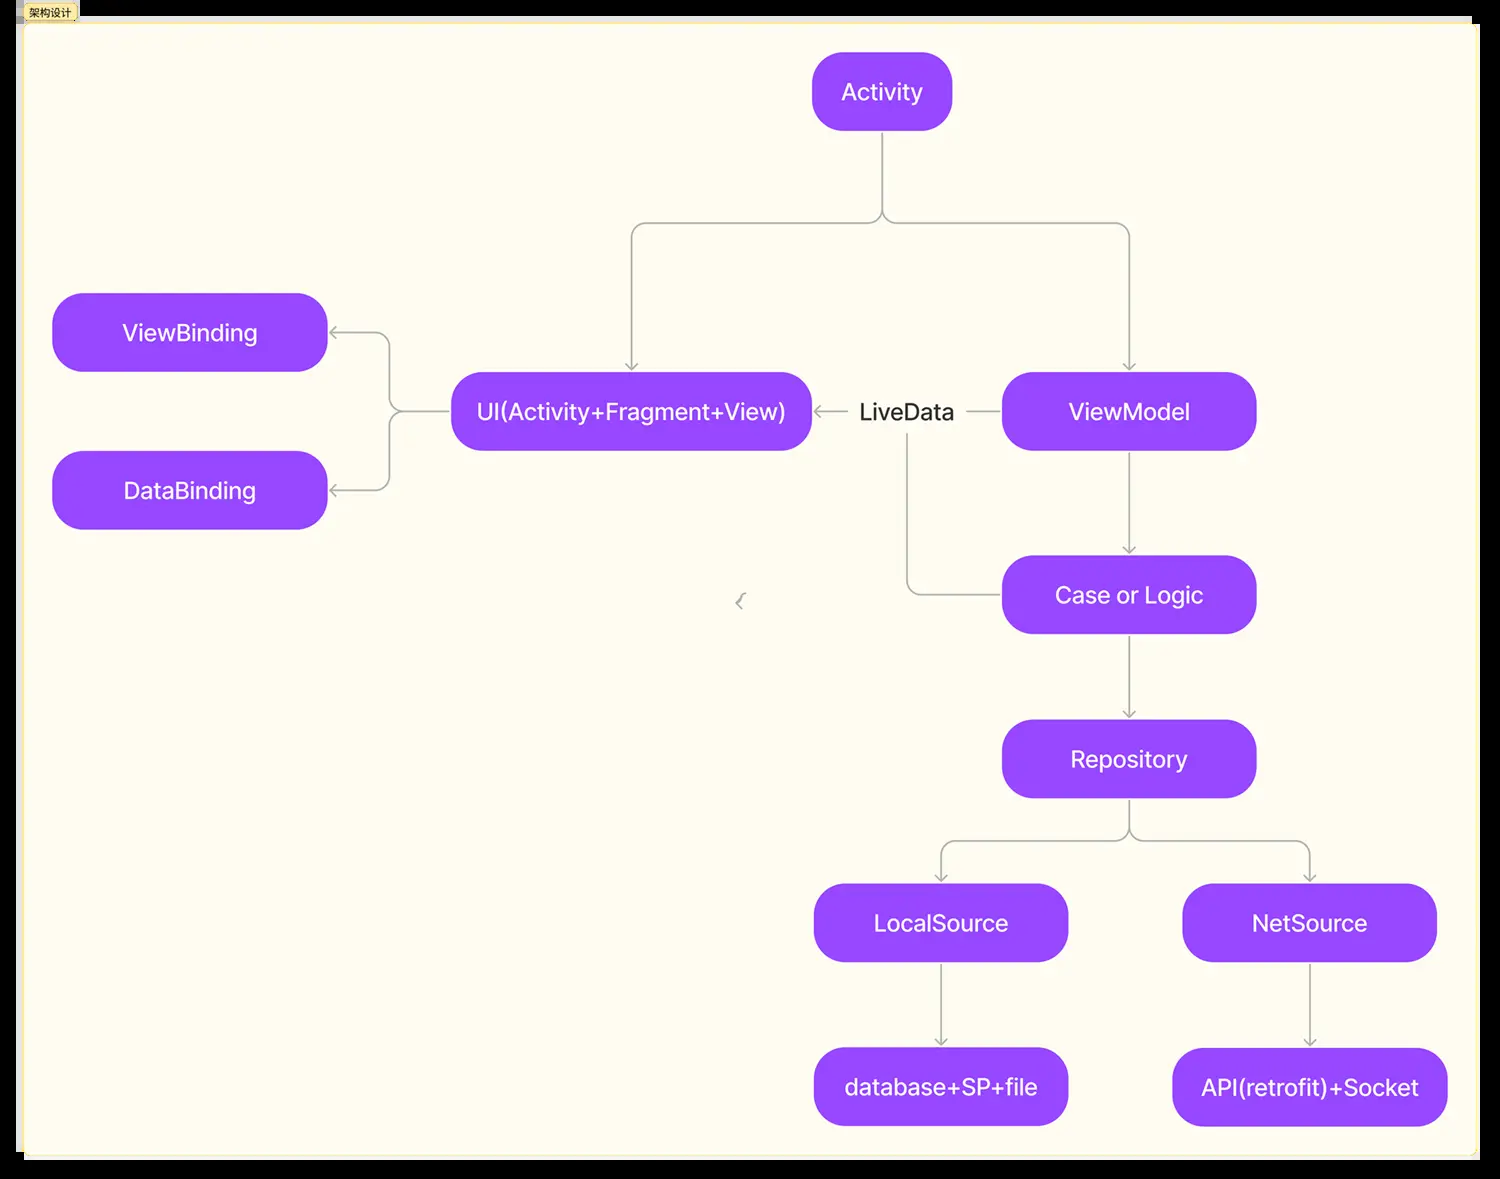 架构设计
Activity
ViewBinding
UI(Activity+Fragment+View)
LiveData
ViewModel
DataBinding
Case or Logic
Repository
LocalSource
NetSource
database+SP+file
API(retrofit)+Socket